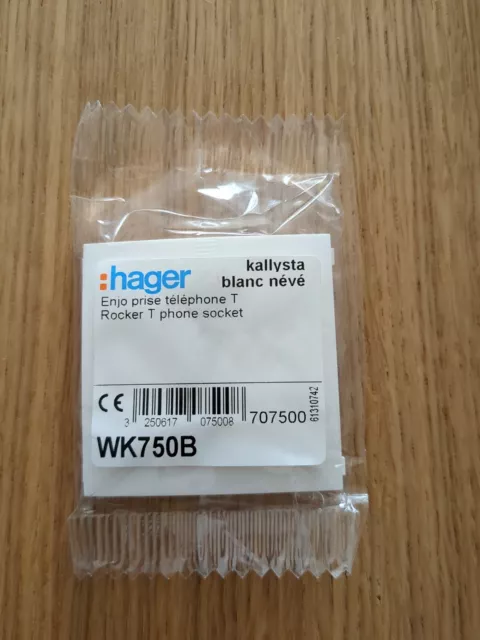 :hager
kallysta
blanc névé
Enjo prise téléphone T
Rocker T phone socket
CE
3 250617 075008
707500
61310742
WK750B